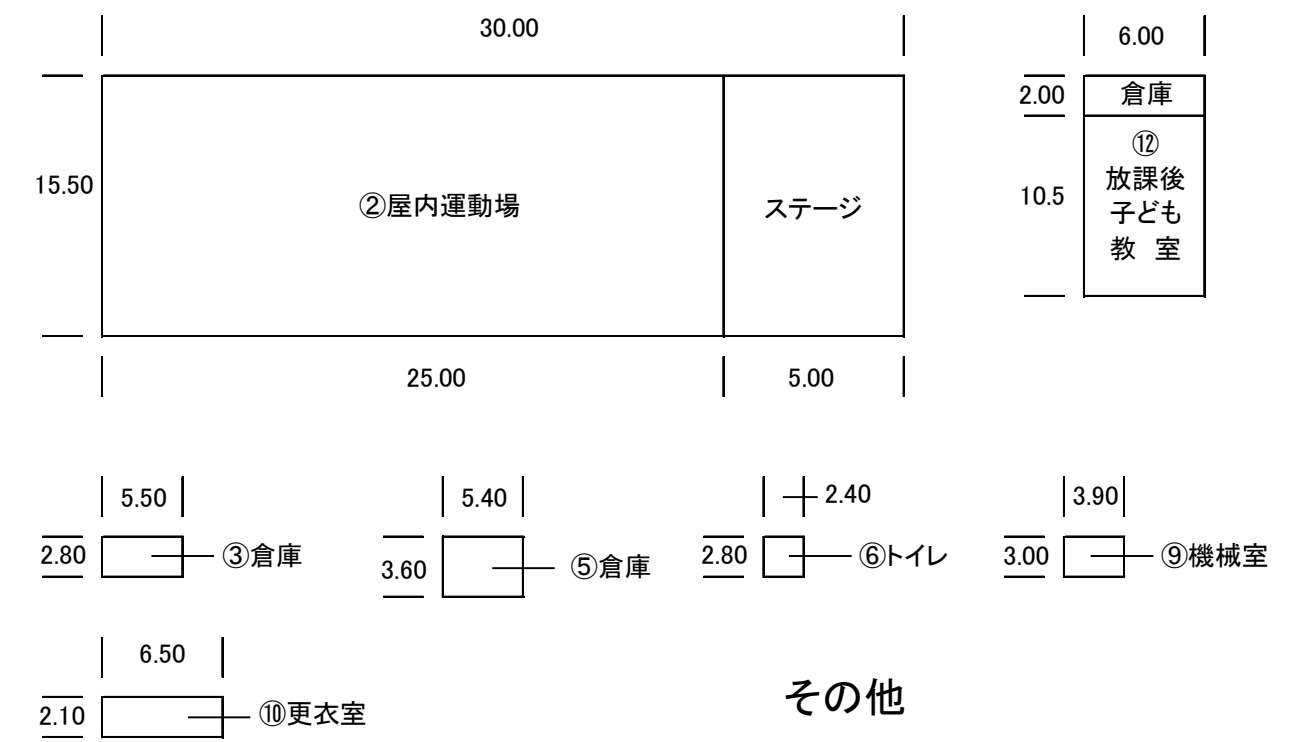 30.00
6.00
2.00
倉庫
15.50
②屋内運動場
ステージ
10.5
⑫
放課後
子ども
教 室
25.00
5.00
5.50
5.40
2.40
3.90
2.80
③倉庫
3.60
⑤倉庫
2.80
⑥トイレ
3.00
⑨機械室
6.50
2.10
⑩更衣室
その他